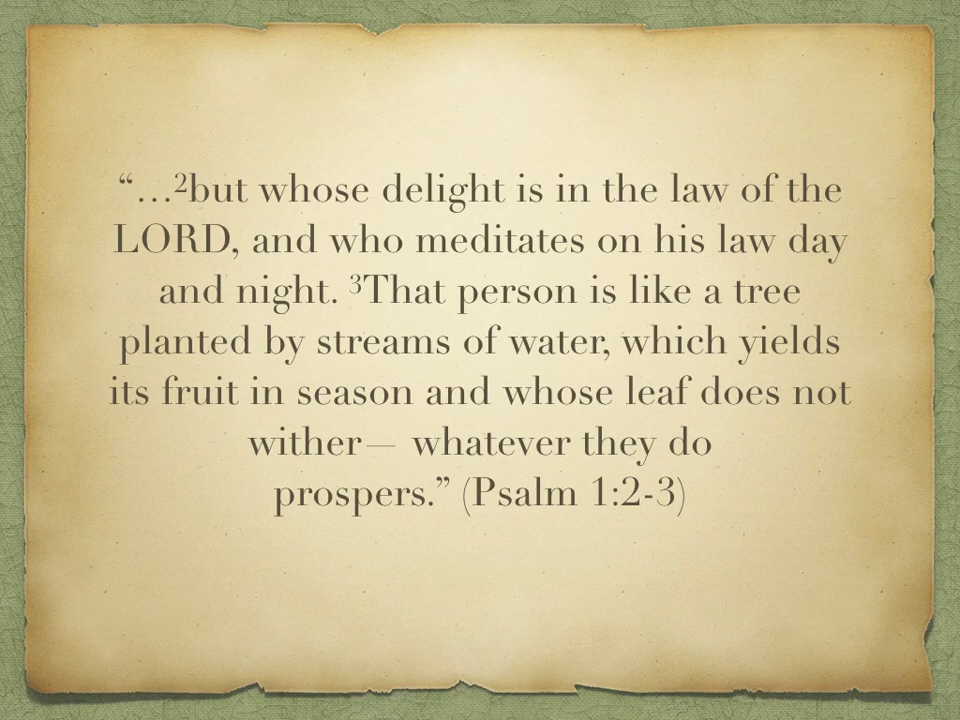 “…²but whose delight is in the law of the
LORD, and who meditates on his law day
and night. ³That person is like a tree
planted by streams of water, which yields
its fruit in season and whose leaf does not
wither— whatever they do
prospers.” (Psalm 1:2-3)